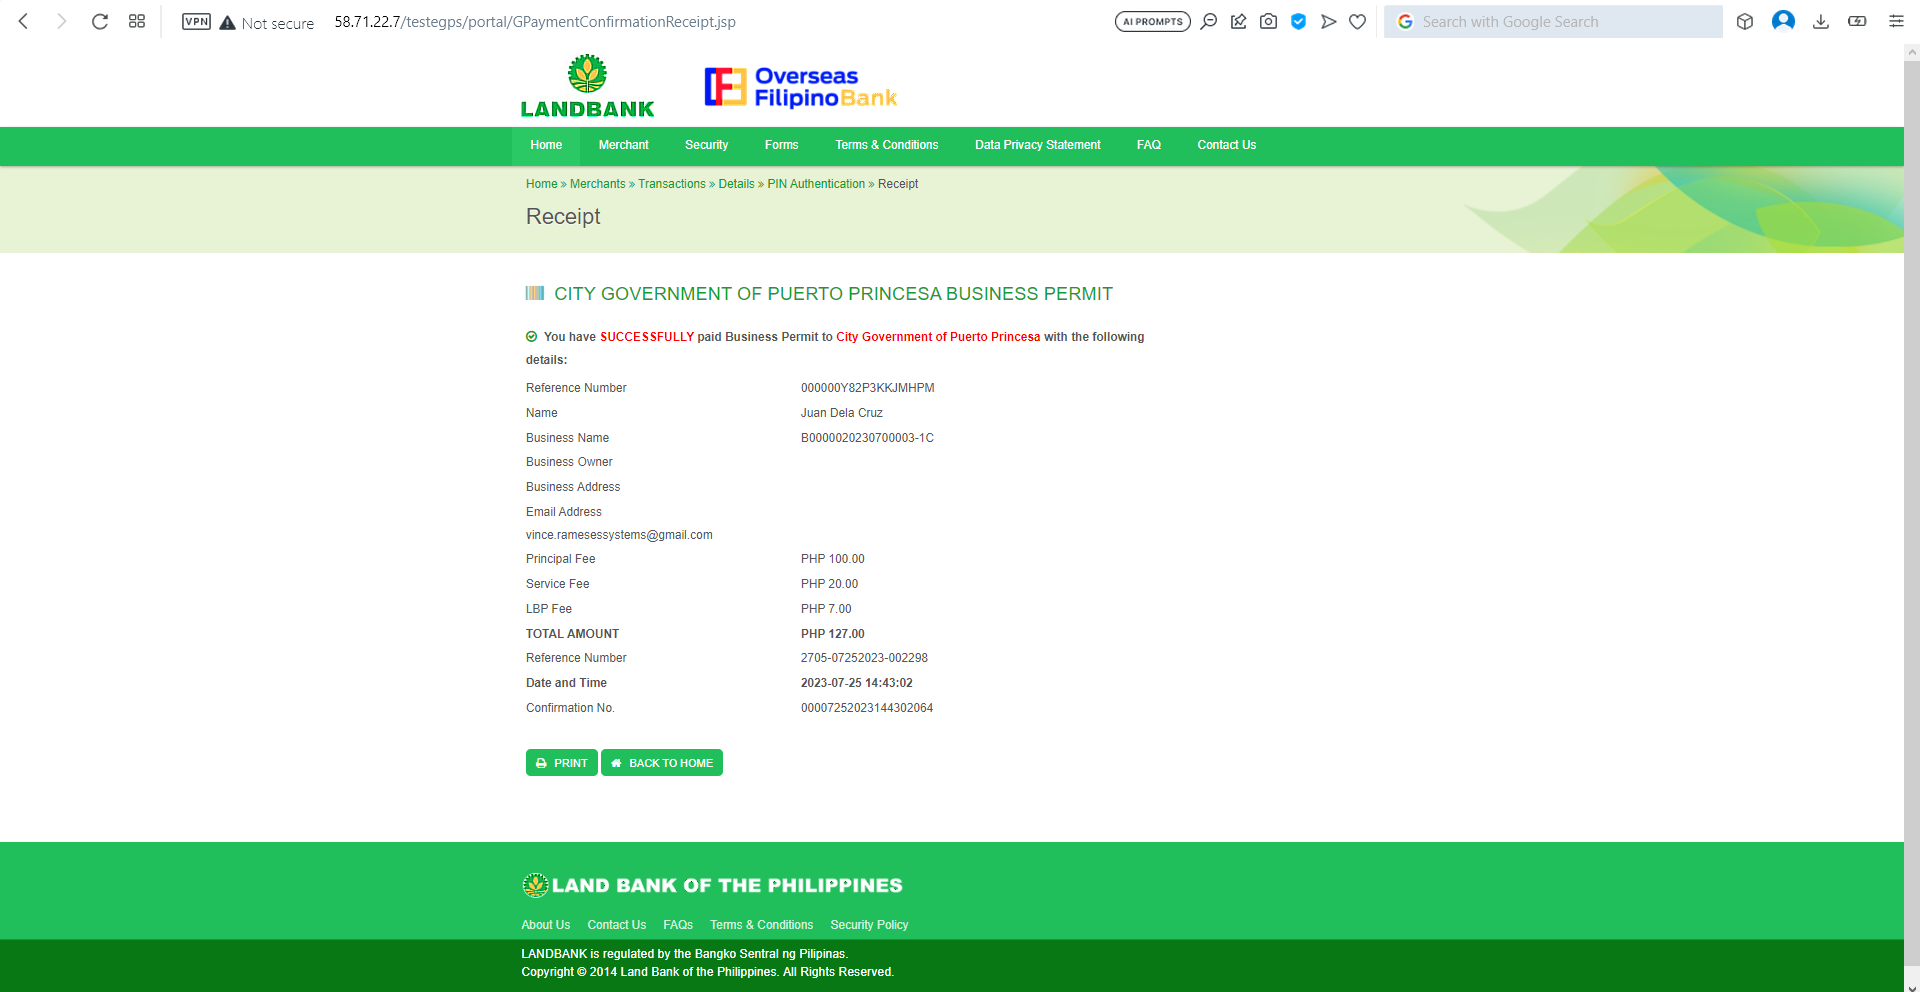 VPN Not secure 58.71.22.7/testegps/portal/GPaymentConfirmationReceipt.jsp AI PROMPTS Search with Google Search
LANDBANK Overseas
FilipinoBank
Home Merchant Security Forms Terms & Conditions Data Privacy Statement FAQ Contact Us
Home » Merchants » Transactions » Details » PIN Authentication » Receipt
Receipt
CITY GOVERNMENT OF PUERTO PRINCESA BUSINESS PERMIT
You have SUCCESSFULLY paid Business Permit to City Government of Puerto Princesa with the following
details:
Reference Number 000000Y82P3KKJMHPM
Name Juan Dela Cruz
Business Name B0000020230700003-1C
Business Owner
Business Address
Email Address
vince.ramesessystems@gmail.com
Principal Fee PHP 100.00
Service Fee PHP 20.00
LBP Fee PHP 7.00
TOTAL AMOUNT PHP 127.00
Reference Number 2705-07252023-002298
Date and Time 2023-07-25 14:43:02
Confirmation No. 00007252023144302064
PRINT BACK TO HOME
LAND BANK OF THE PHILIPPINES
About Us Contact Us FAQs Terms & Conditions Security Policy
LANDBANK is regulated by the Bangko Sentral ng Pilipinas.
Copyright © 2014 Land Bank of the Philippines. All Rights Reserved.